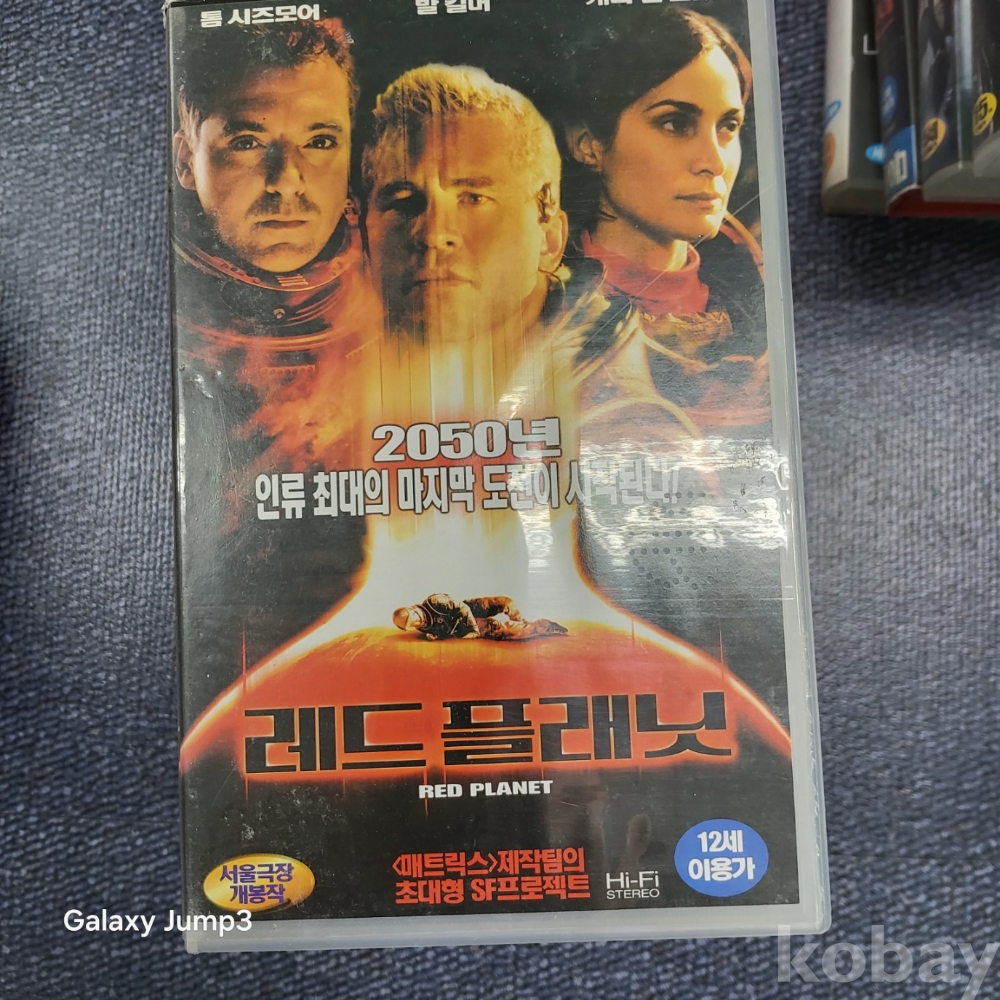 톰 시즈모어
발 킬머
2050년
인류 최대의 마지막 도전이 시작된다!
레드 플래닛
RED PLANET
서울극장
개봉작
<매트릭스>제작팀의
초대형 SF프로젝트
Hi-Fi
STEREO
12세
이용가
Galaxy Jump3
kobay